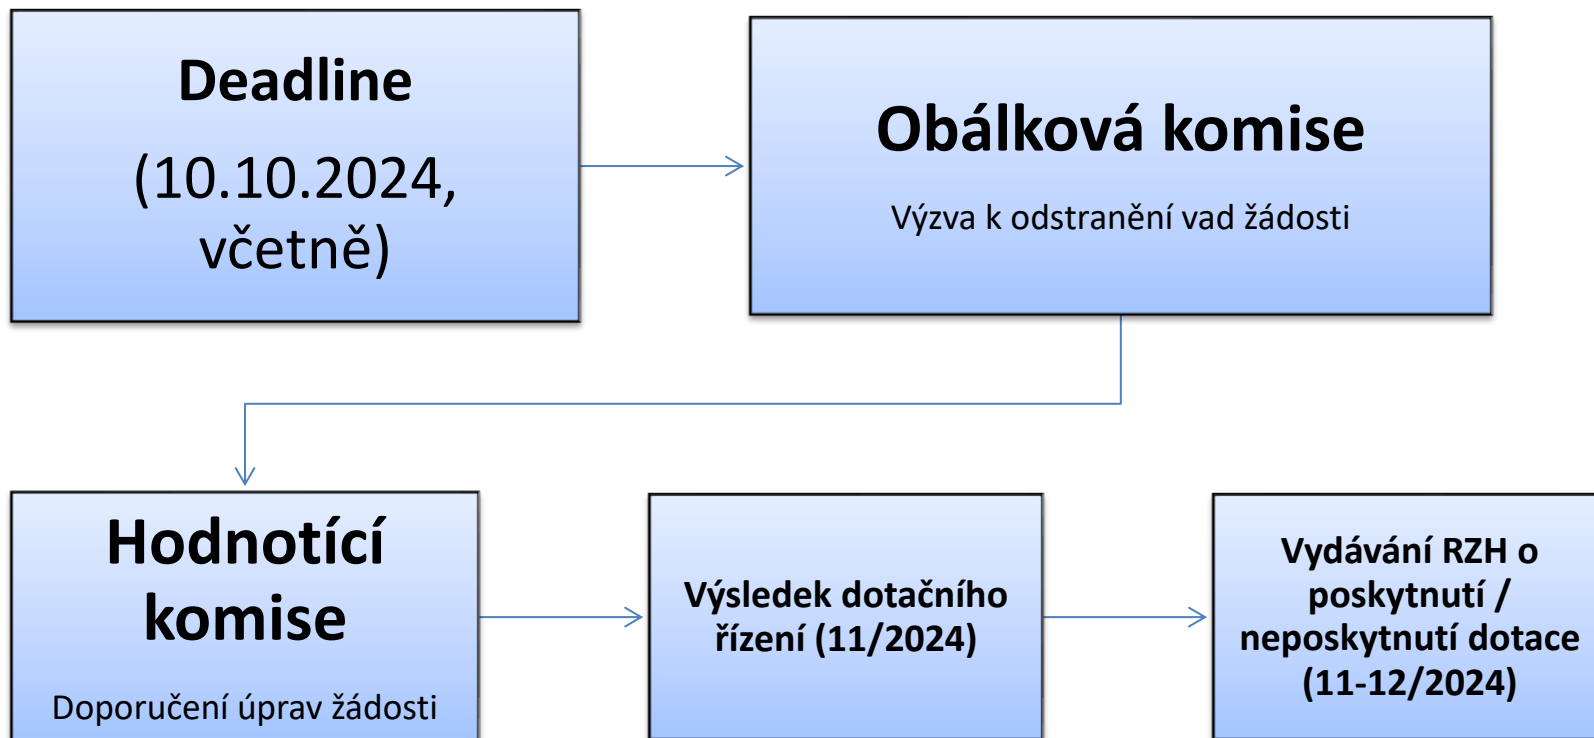 Deadline
(10.10.2024,
včetně)
Obálková komise
Výzva k odstranění vad žádosti
Hodnotící
komise
Doporučení úprav žádosti
Výsledek dotačního
řízení (11/2024)
Vydávání RZH o
poskytnutí /
neposkytnutí dotace
(11-12/2024)